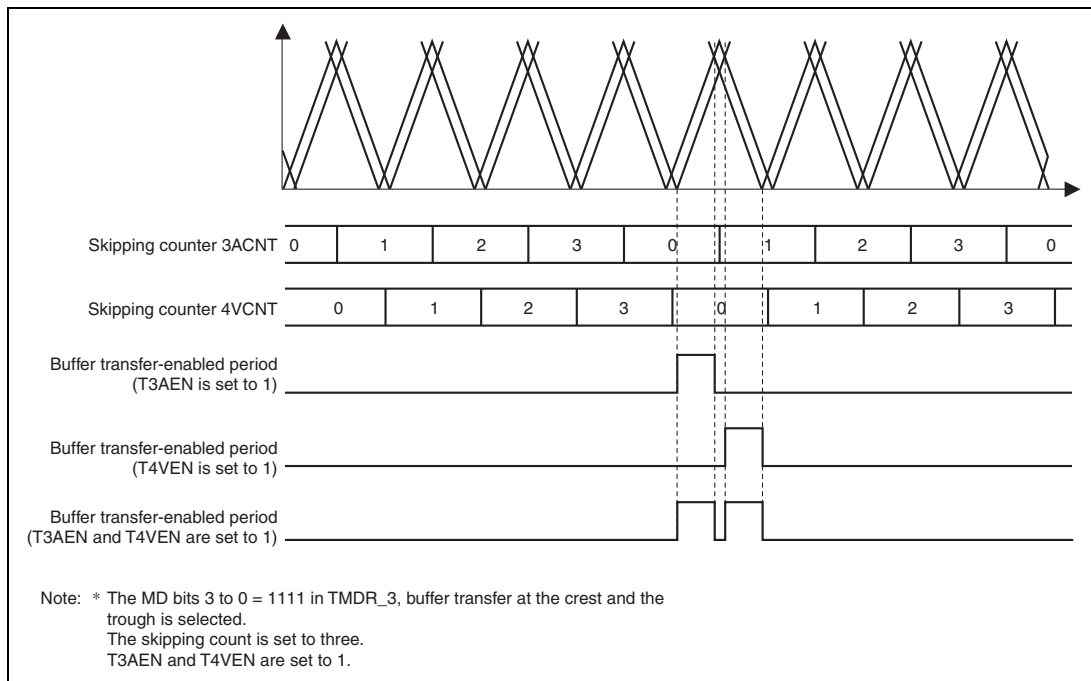 Skipping counter 3ACNT 0 1 2 3 0 1 2 3 0
Skipping counter 4VCNT 0 1 2 3 0 1 2 3
Buffer transfer-enabled period
(T3AEN is set to 1)
Buffer transfer-enabled period
(T4VEN is set to 1)
Buffer transfer-enabled period
(T3AEN and T4VEN are set to 1)
Note: * The MD bits 3 to 0 = 1111 in TMDR_3, buffer transfer at the crest and the
trough is selected.
The skipping count is set to three.
T3AEN and T4VEN are set to 1.